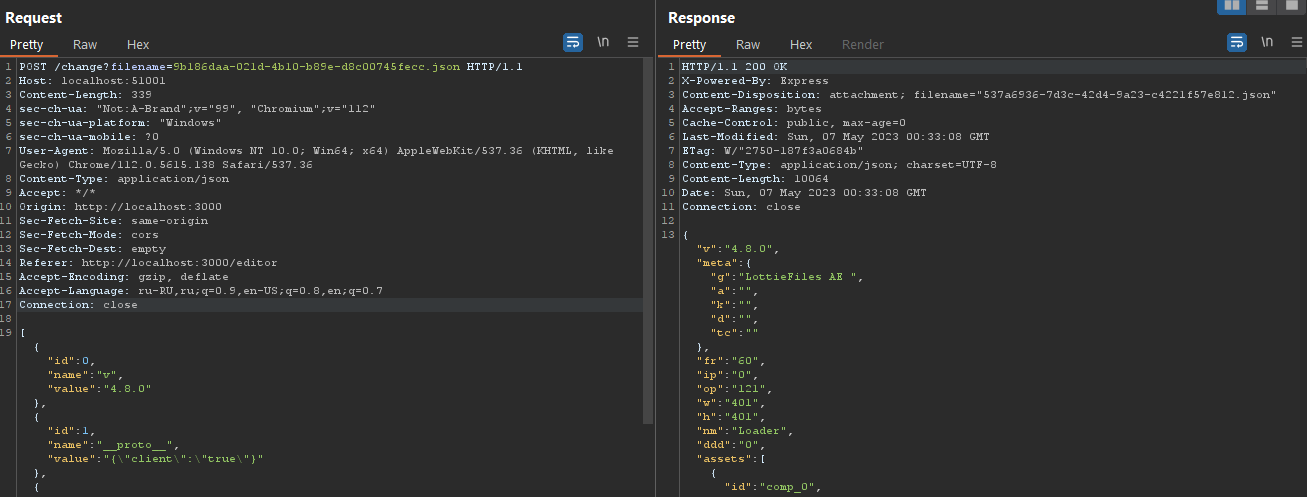 Request
Pretty Raw Hex
\n
1 POST /change?filename=9b186daa-021d-4b10-b89e-d8c00745fecc.json HTTP/1.1
2 Host: localhost:51001
3 Content-Length: 339
4 sec-ch-ua: "Not:A-Brand";v="99", "Chromium";v="112"
5 sec-ch-ua-platform: "Windows"
6 sec-ch-ua-mobile: ?0
7 User-Agent: Mozilla/5.0 (Windows NT 10.0; Win64; x64) AppleWebKit/537.36 (KHTML, like
Gecko) Chrome/112.0.5615.138 Safari/537.36
8 Content-Type: application/json
9 Accept: */*
10 Origin: http://localhost:3000
11 Sec-Fetch-Site: same-origin
12 Sec-Fetch-Mode: cors
13 Sec-Fetch-Dest: empty
14 Referer: http://localhost:3000/editor
15 Accept-Encoding: gzip, deflate
16 Accept-Language: ru-RU,ru;q=0.9,en-US;q=0.8,en;q=0.7
17 Connection: close
18
19 [
{
"id":0,
"name":"v",
"value":"4.8.0"
},
{
"id":1,
"name":"__proto__",
"value":"{\"client\":\"true\"}"
},
{
Response
Pretty Raw Hex Render
\n
1 HTTP/1.1 200 OK
2 X-Powered-By: Express
3 Content-Disposition: attachment; filename="537a6936-7d3c-42d4-9a23-c4221f57e812.json"
4 Accept-Ranges: bytes
5 Cache-Control: public, max-age=0
6 Last-Modified: Sun, 07 May 2023 00:33:08 GMT
7 ETag: W/"2750-187f3a0684b"
8 Content-Type: application/json; charset=UTF-8
9 Content-Length: 10064
10 Date: Sun, 07 May 2023 00:33:08 GMT
11 Connection: close
12
13 {
"v":"4.8.0",
"meta":{
"g":"LottieFiles AE ",
"a":"",
"k":"",
"d":"",
"tc":""
},
"fr":"60",
"ip":"0",
"op":"121",
"w":"401",
"h":"401",
"nm":"Loader",
"ddd":"0",
"assets":[
{
"id":"comp_0",